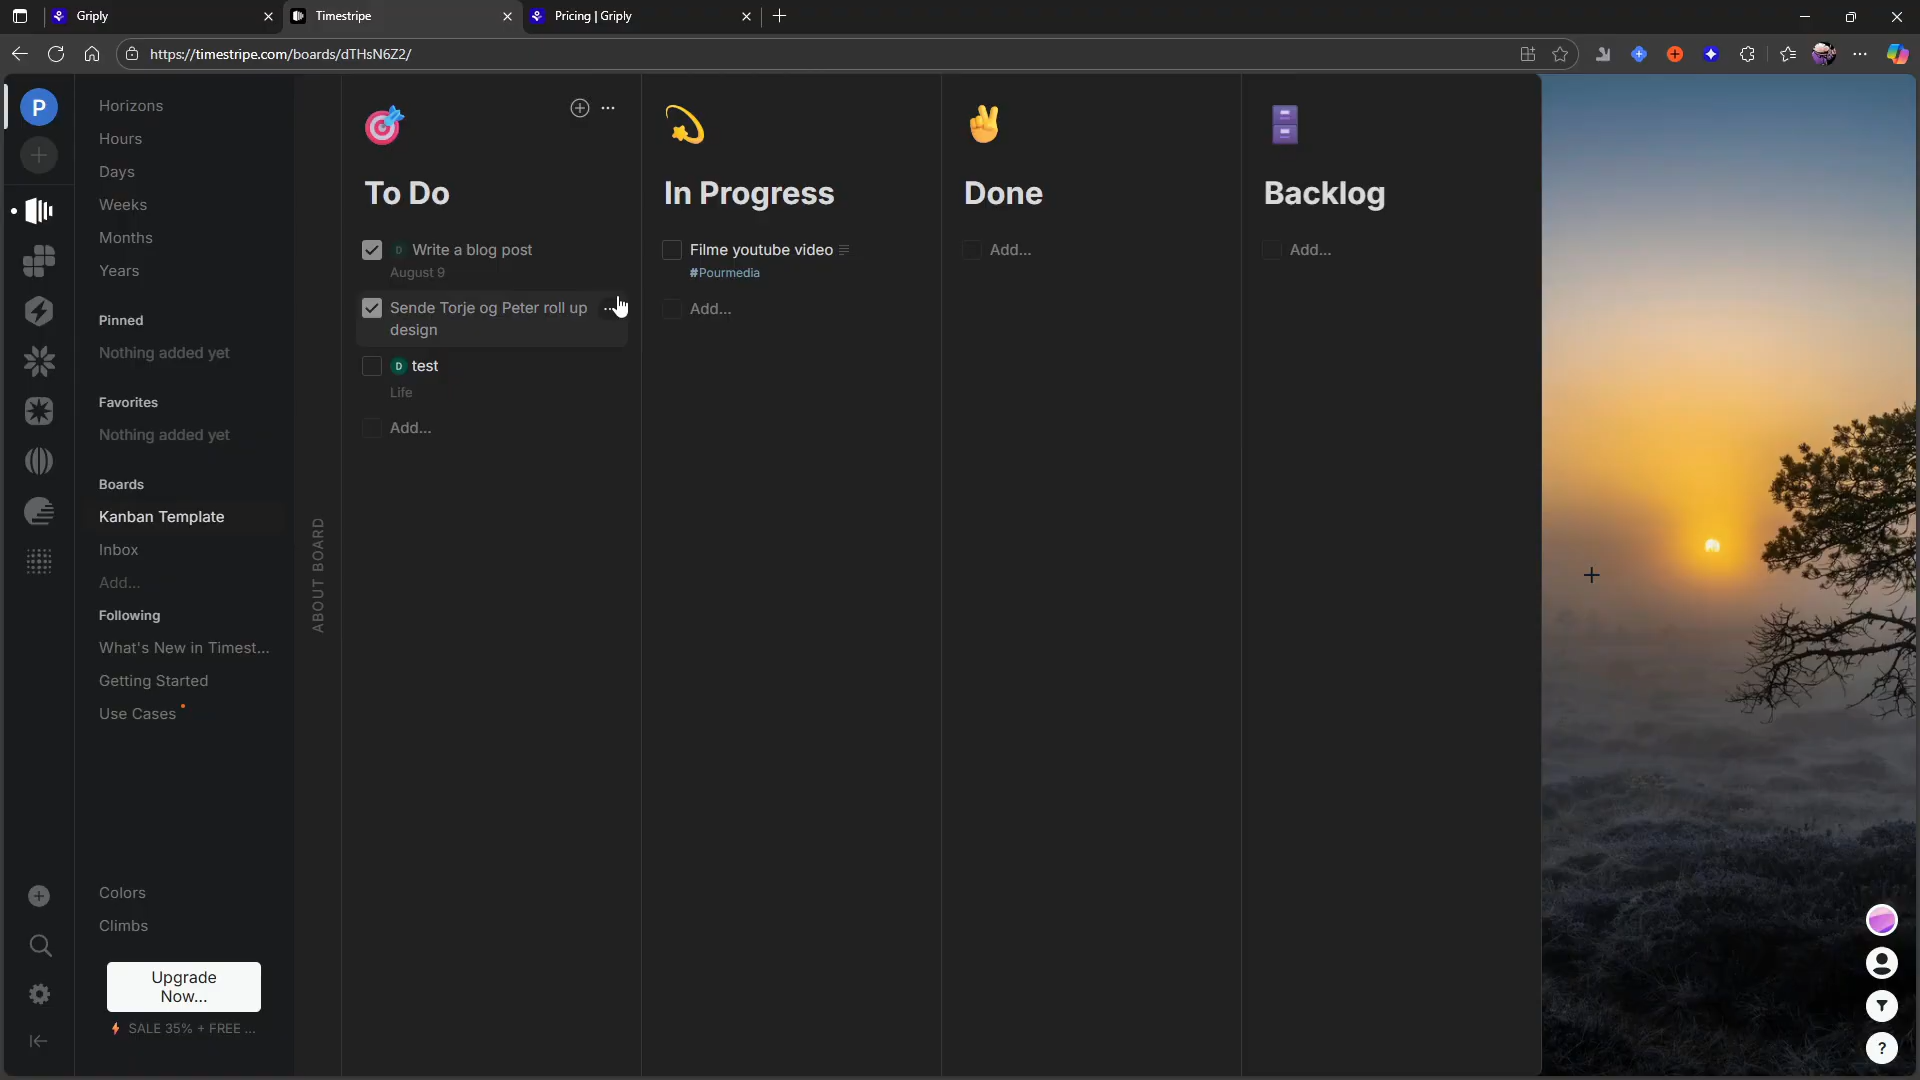 Griply
Timestripe
Pricing | Griply
https://timestripe.com/boards/dTHsN6Z2/
P
Horizons
Hours
Days
Weeks
Months
Years
Pinned
Nothing added yet
Favorites
Nothing added yet
Boards
Kanban Template
Inbox
Add...
Following
What's New in Timest...
Getting Started
Use Cases
Colors
Climbs
Upgrade
Now...
SALE 35% + FREE ...
ABOUT BOARD
To Do
D Write a blog post
August 9
Sende Torje og Peter roll up
design
D test
Life
Add...
In Progress
Filme youtube video
#Pourmedia
Add...
Done
Add...
Backlog
Add...
?